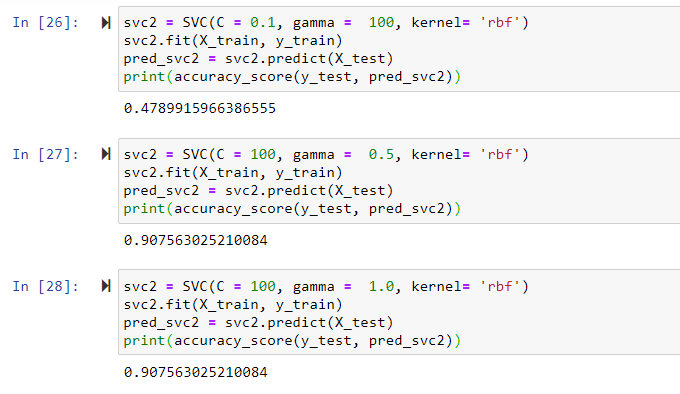 In [26]: svc2 = SVC(C = 0.1, gamma =  100, kernel= 'rbf')
svc2.fit(X_train, y_train)
pred_svc2 = svc2.predict(X_test)
print(accuracy_score(y_test, pred_svc2))
0.4789915966386555
In [27]: svc2 = SVC(C = 100, gamma =  0.5, kernel= 'rbf')
svc2.fit(X_train, y_train)
pred_svc2 = svc2.predict(X_test)
print(accuracy_score(y_test, pred_svc2))
0.907563025210084
In [28]: svc2 = SVC(C = 100, gamma =  1.0, kernel= 'rbf')
svc2.fit(X_train, y_train)
pred_svc2 = svc2.predict(X_test)
print(accuracy_score(y_test, pred_svc2))
0.907563025210084